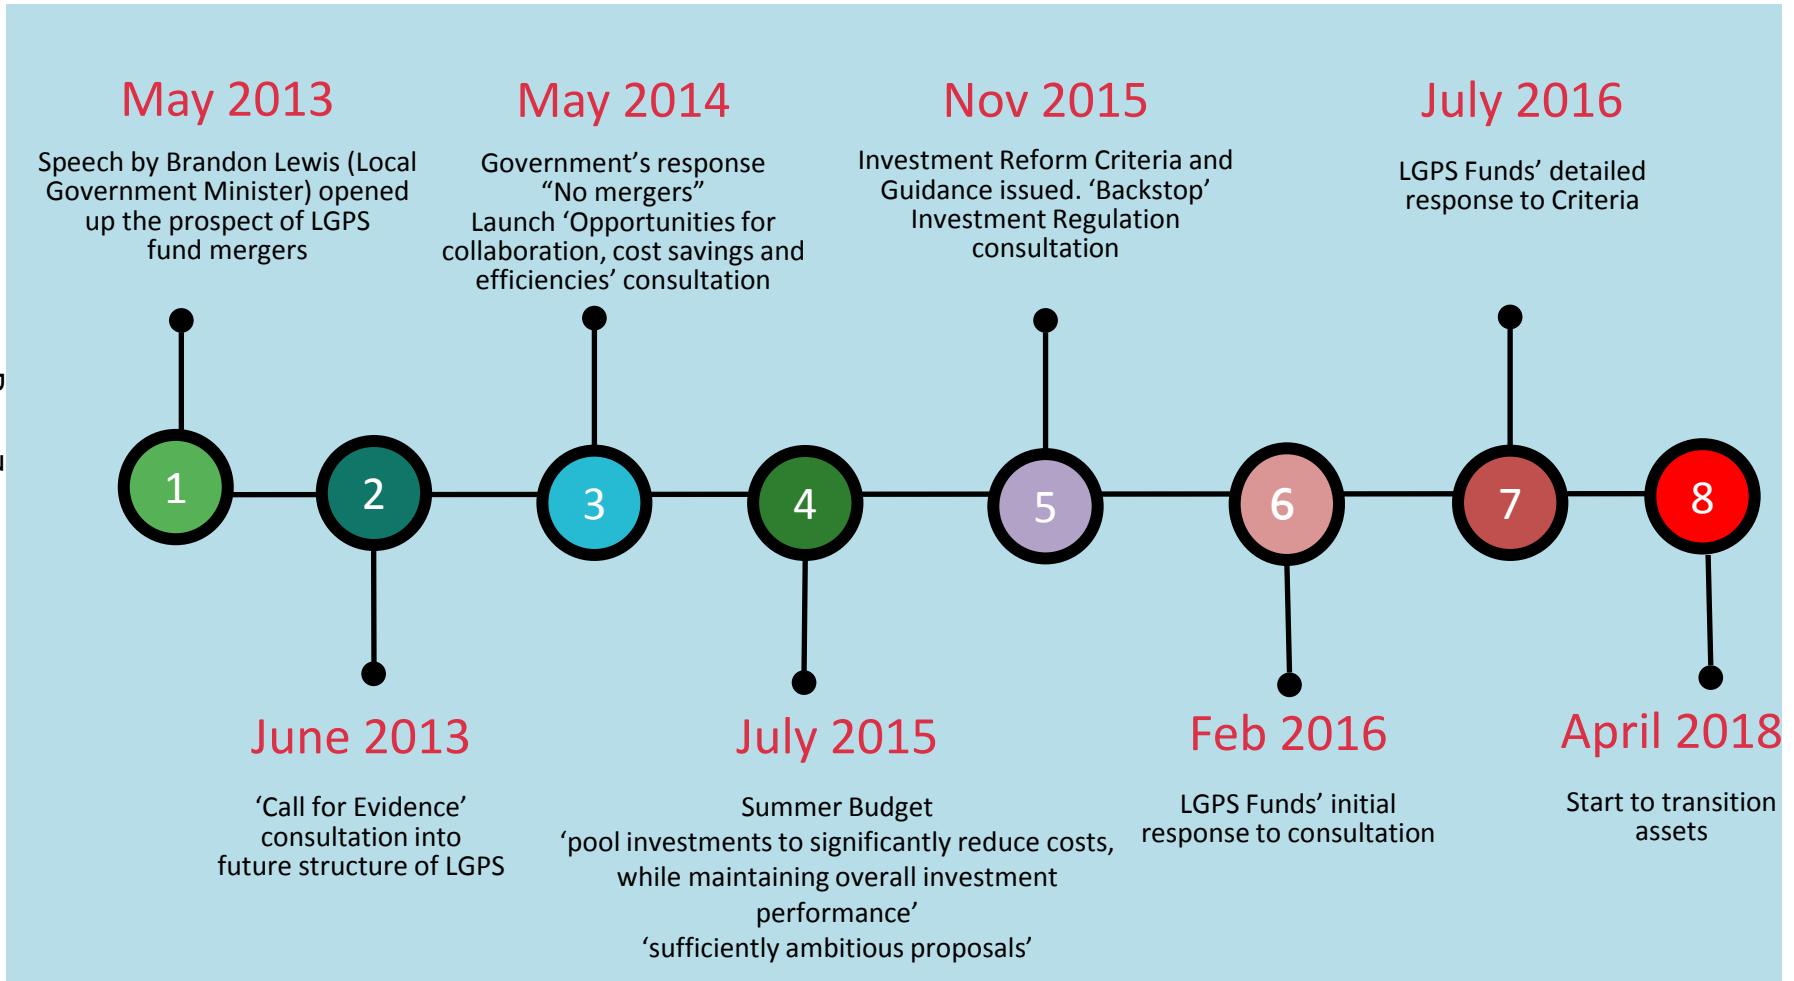 May 2013
Speech by Brandon Lewis (Local
Government Minister) opened
up the prospect of LGPS
fund mergers
May 2014
Government’s response
“No mergers”
Launch ‘Opportunities for
collaboration, cost savings and
efficiencies’ consultation
Nov 2015
Investment Reform Criteria and
Guidance issued. ‘Backstop’
Investment Regulation
consultation
July 2016
LGPS Funds’ detailed
response to Criteria
1
2
3
4
5
6
7
8
June 2013
‘Call for Evidence’
consultation into
future structure of LGPS
July 2015
Summer Budget
‘pool investments to significantly reduce costs,
while maintaining overall investment
performance’
‘sufficiently ambitious proposals’
Feb 2016
LGPS Funds’ initial
response to consultation
April 2018
Start to transition
assets